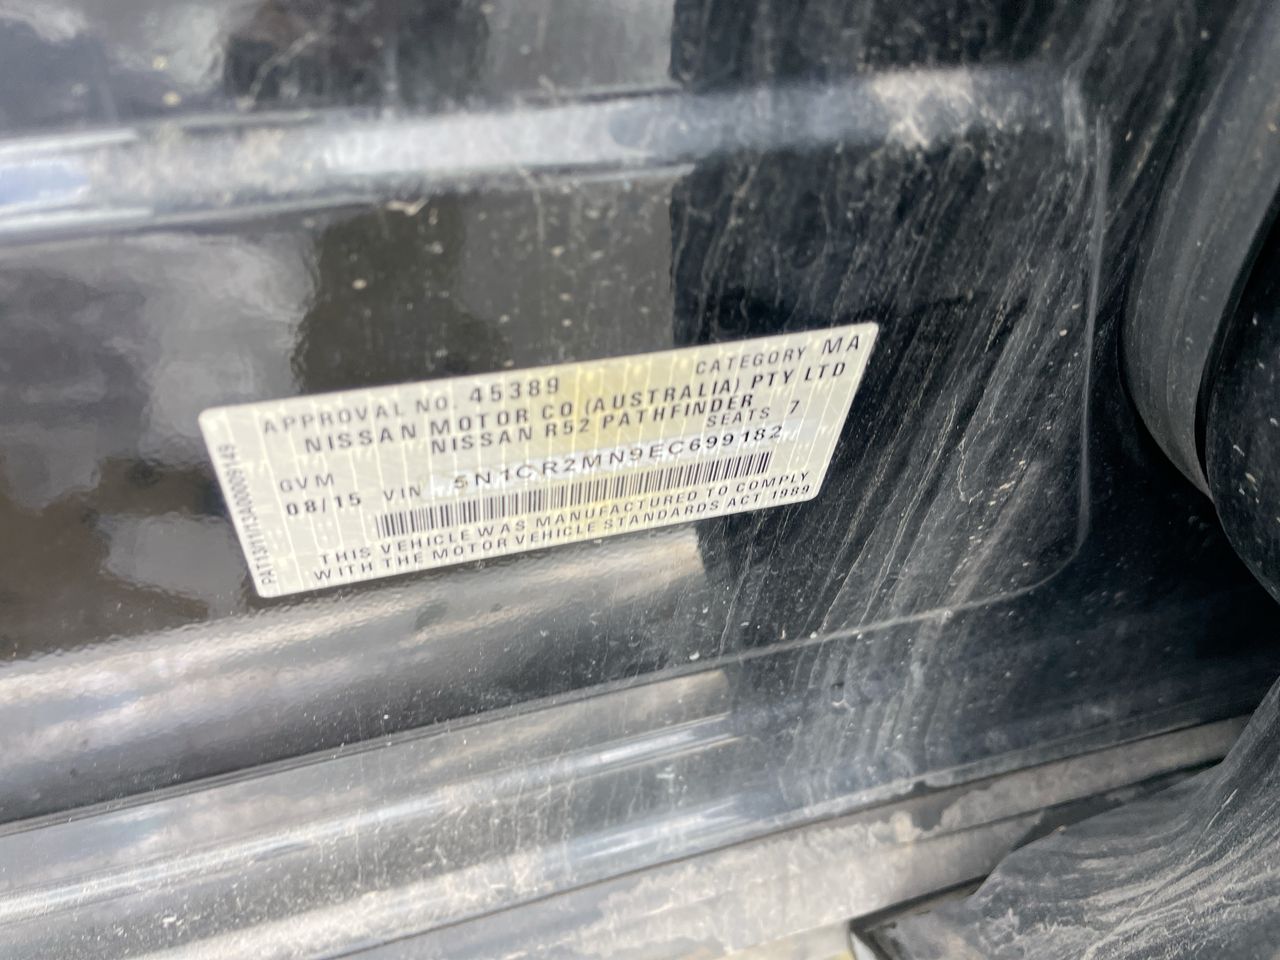 APPROVAL NO. 45389 CATEGORY MA
NISSAN MOTOR CO (AUSTRALIA) PTY LTD
NISSAN R52 PATHFINDER
GVM SEATS 7
08/15 VIN 5N1CR2MN9EC699182
THIS VEHICLE WAS MANUFACTURED TO COMPLY
WITH THE MOTOR VEHICLE STANDARDS ACT 1989